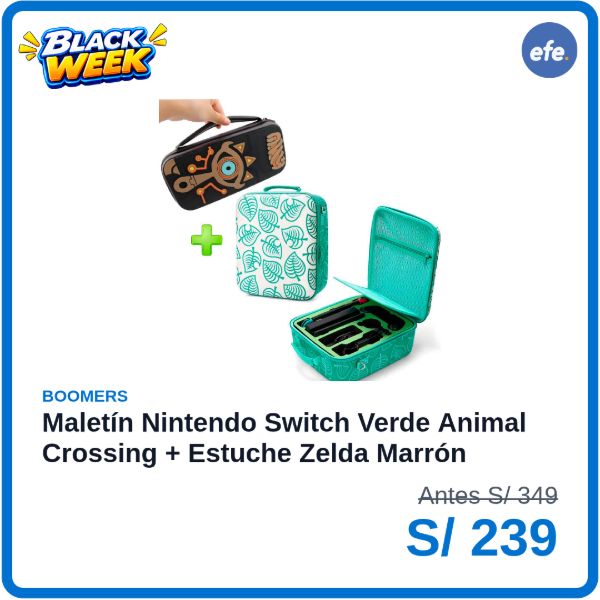 BLACK
WEEK
efe.
BOOMERS
Maletín Nintendo Switch Verde Animal
Crossing + Estuche Zelda Marrón
Antes S/ 349
S/ 239